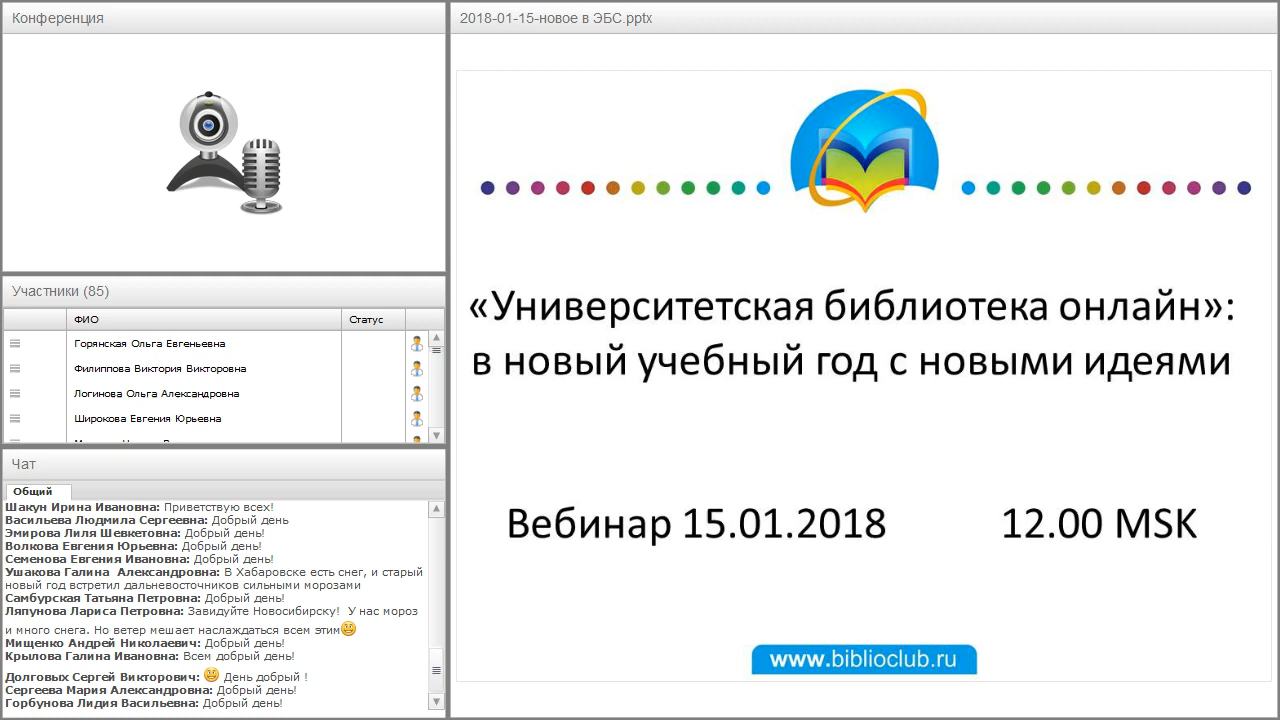 Конференция
Участники (85)
ФИО
Статус
Горянская Ольга Евгеньевна
Филиппова Виктория Викторовна
Логинова Ольга Александровна
Широкова Евгения Юрьевна
Чат
Общий
Шакун Ирина Ивановна: Приветствую всех!
Васильева Людмила Сергеевна: Добрый день
Эмирова Лиля Шевкетовна: Добрый день!
Волкова Евгения Юрьевна: Добрый день!
Семенова Евгения Ивановна: Добрый день!
Ушакова Галина Александровна: В Хабаровске есть снег, и старый
новый год встретил дальневосточников сильными морозами
Самбурская Татьяна Петровна: Добрый день!
Ляпунова Лариса Петровна: Завидуйте Новосибирску! У нас мороз
и много снега. Но ветер мешает наслаждаться всем этим
Мищенко Андрей Николаевич: Добрый день!
Крылова Галина Ивановна: Всем добрый день!
Долговых Сергей Викторович: День добрый !
Сергеева Мария Александровна: Добрый день!
Горбунова Лидия Васильевна: Добрый день!
2018-01-15-новое в ЭБС.pptx
«Университетская библиотека онлайн»:
в новый учебный год с новыми идеями
Вебинар 15.01.2018 12.00 MSK
www.biblioclub.ru